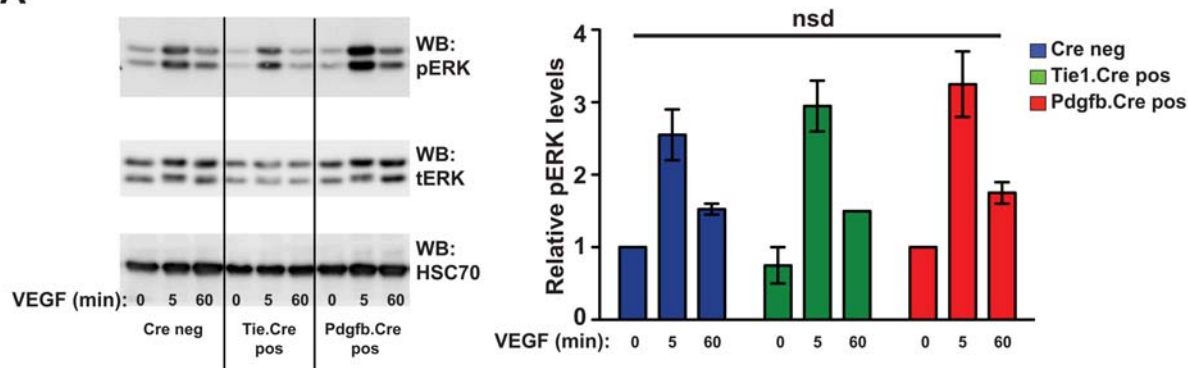 WB:
pERK
WB:
tERK
WB:
HSC70
VEGF (min): 0 5 60 0 5 60 0 5 60
Cre neg Tie.Cre pos Pdgfb.Cre pos
nsd
Relative pERK levels
4
3
2
1
0
VEGF (min): 0 5 60 0 5 60 0 5 60
Cre neg
Tie1.Cre pos
Pdgfb.Cre pos